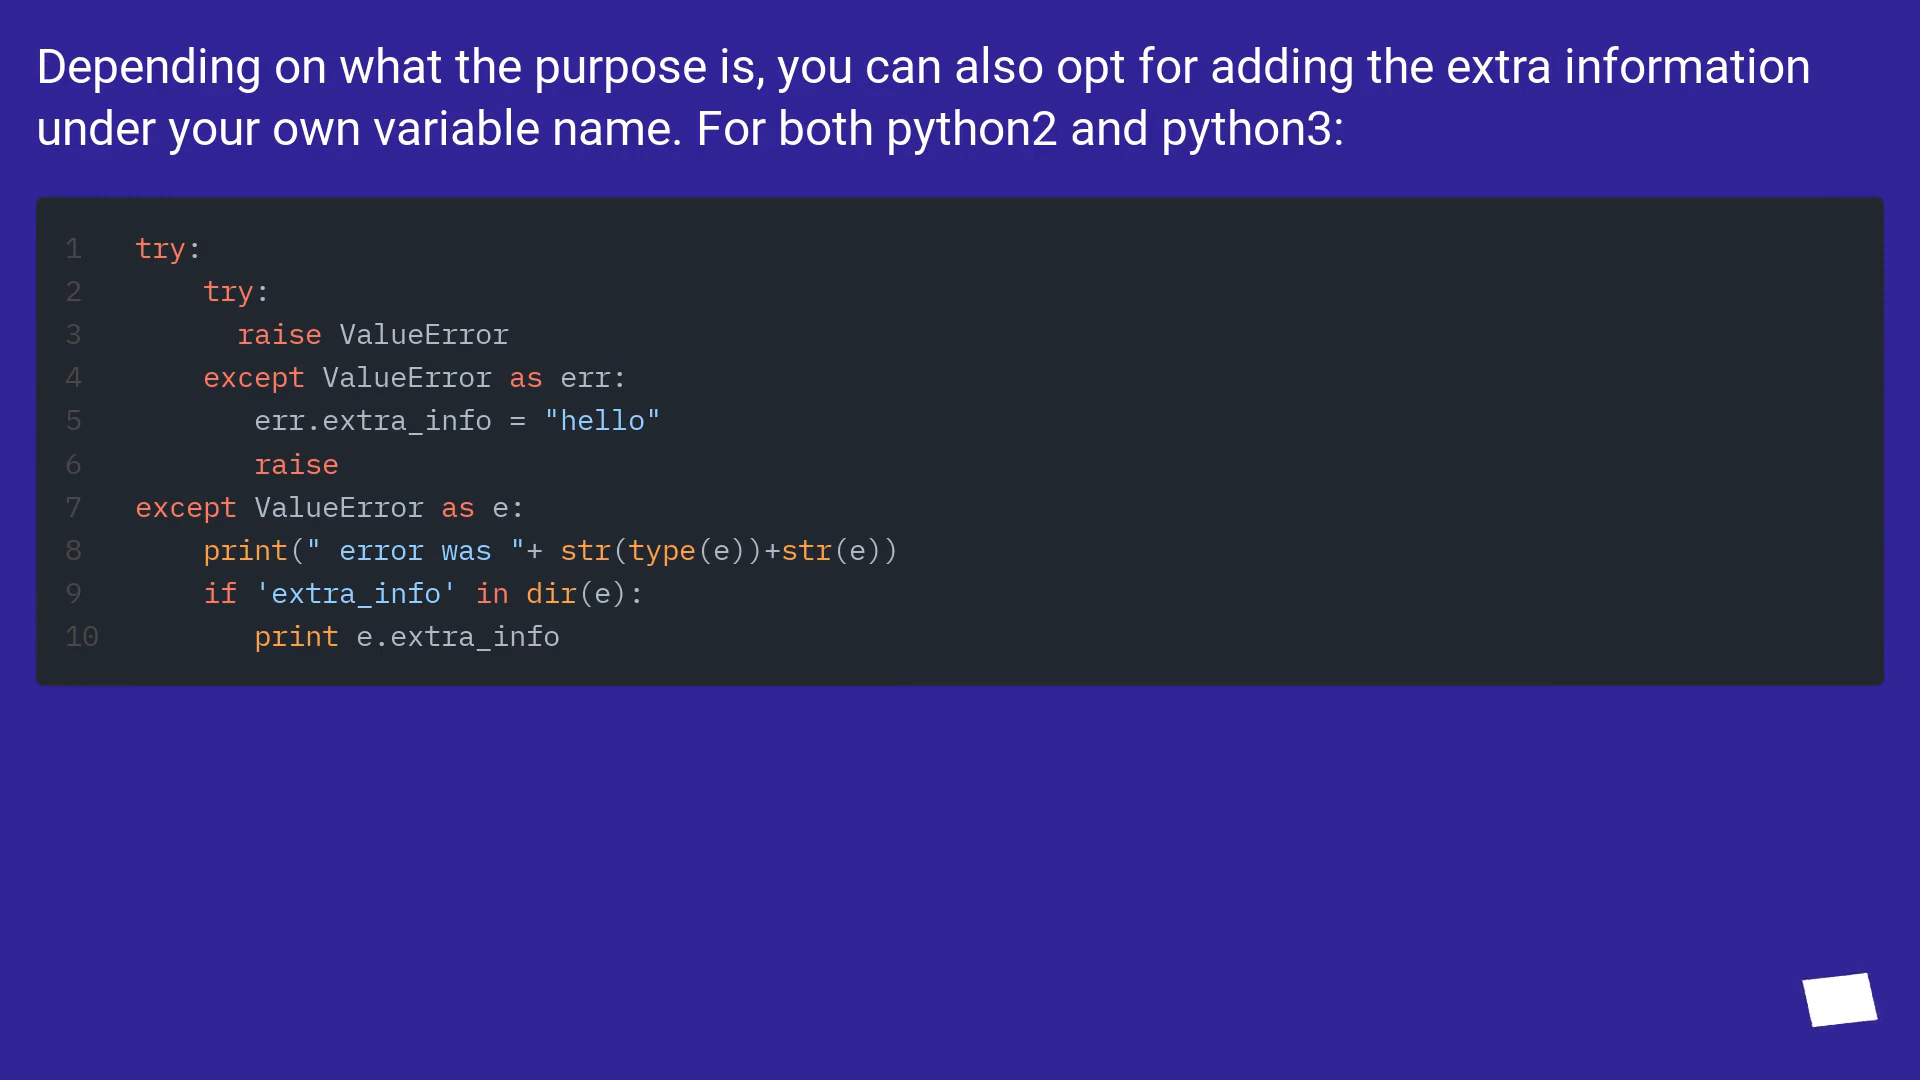 Depending on what the purpose is, you can also opt for adding the extra information
under your own variable name. For both python2 and python3:
1 try:
2     try:
3       raise ValueError
4     except ValueError as err:
5        err.extra_info = "hello"
6        raise
7 except ValueError as e:
8     print(" error was "+ str(type(e))+str(e))
9     if 'extra_info' in dir(e):
10        print e.extra_info